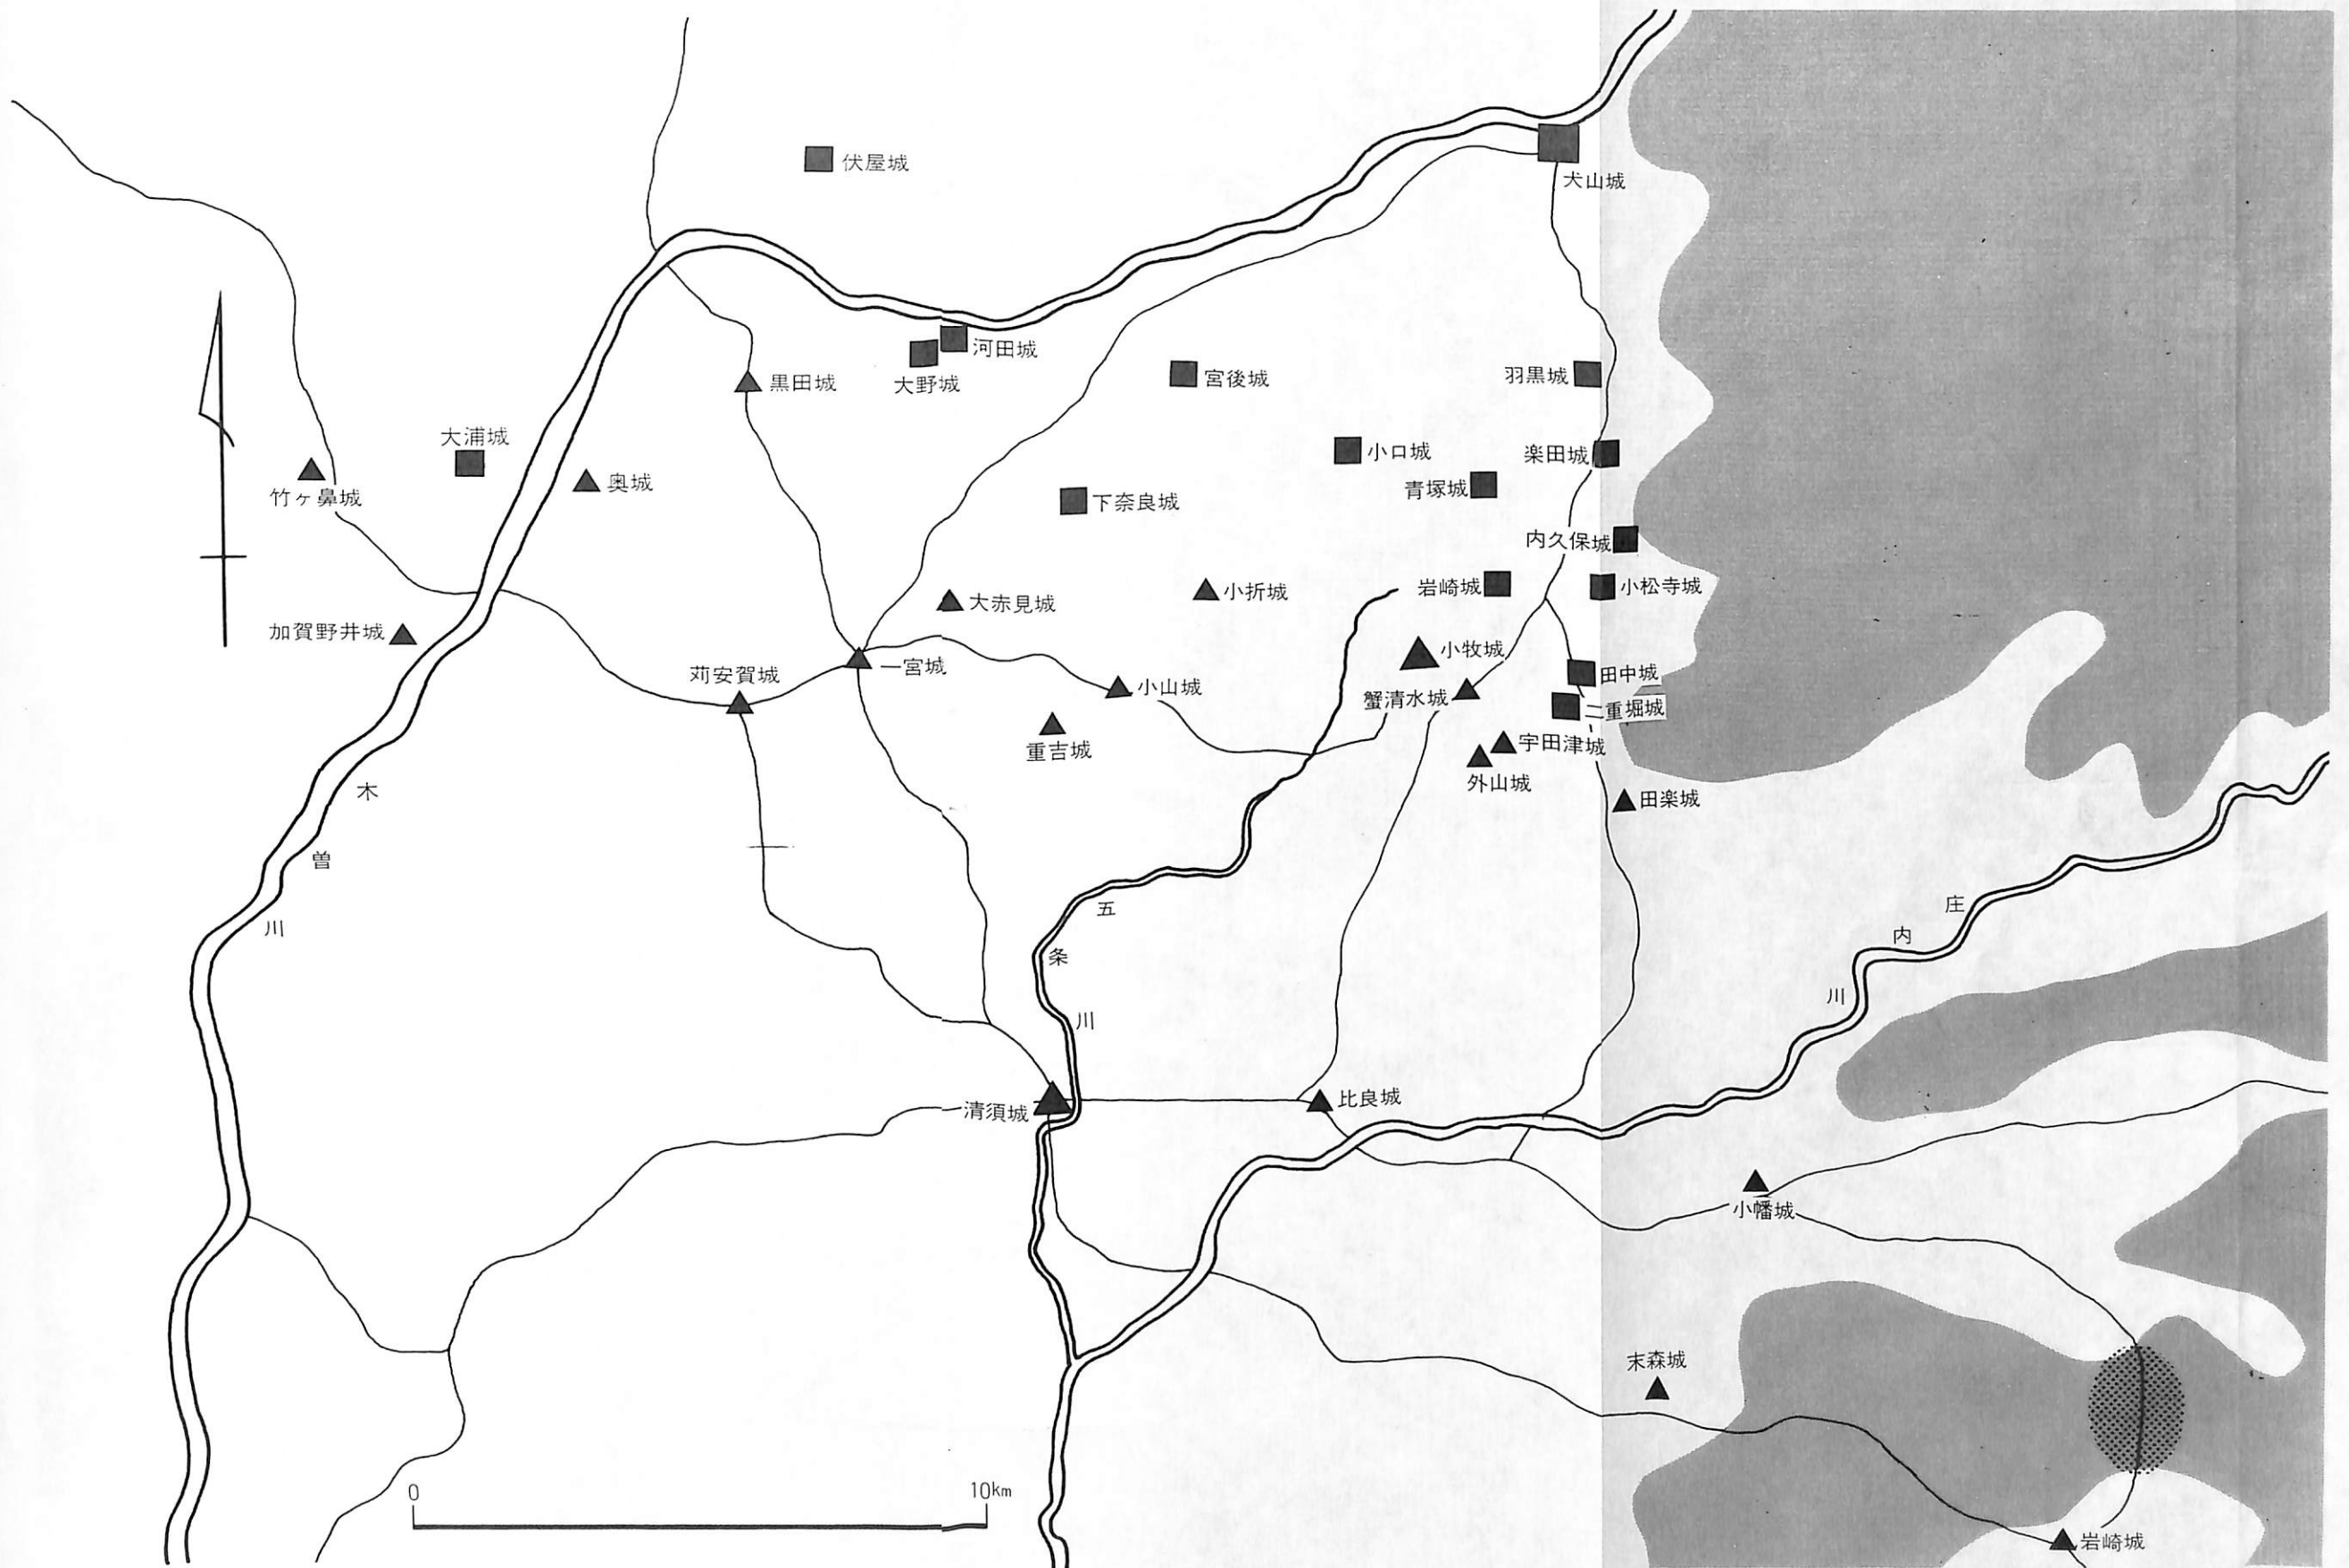 伏屋城
犬山城
河田城
大野城
黒田城
宮後城
羽黒城
大浦城
小口城
楽田城
竹ヶ鼻城
奥城
下奈良城
青塚城
内久保城
岩崎城
小松寺城
小折城
大赤見城
加賀野井城
小牧城
一宮城
苅安賀城
小山城
蟹清水城
田中城
二重堀城
重吉城
宇田津城
外山城
田楽城
木
曽
川
五
条
川
庄
内
川
清須城
比良城
小幡城
末森城
岩崎城
0
10km